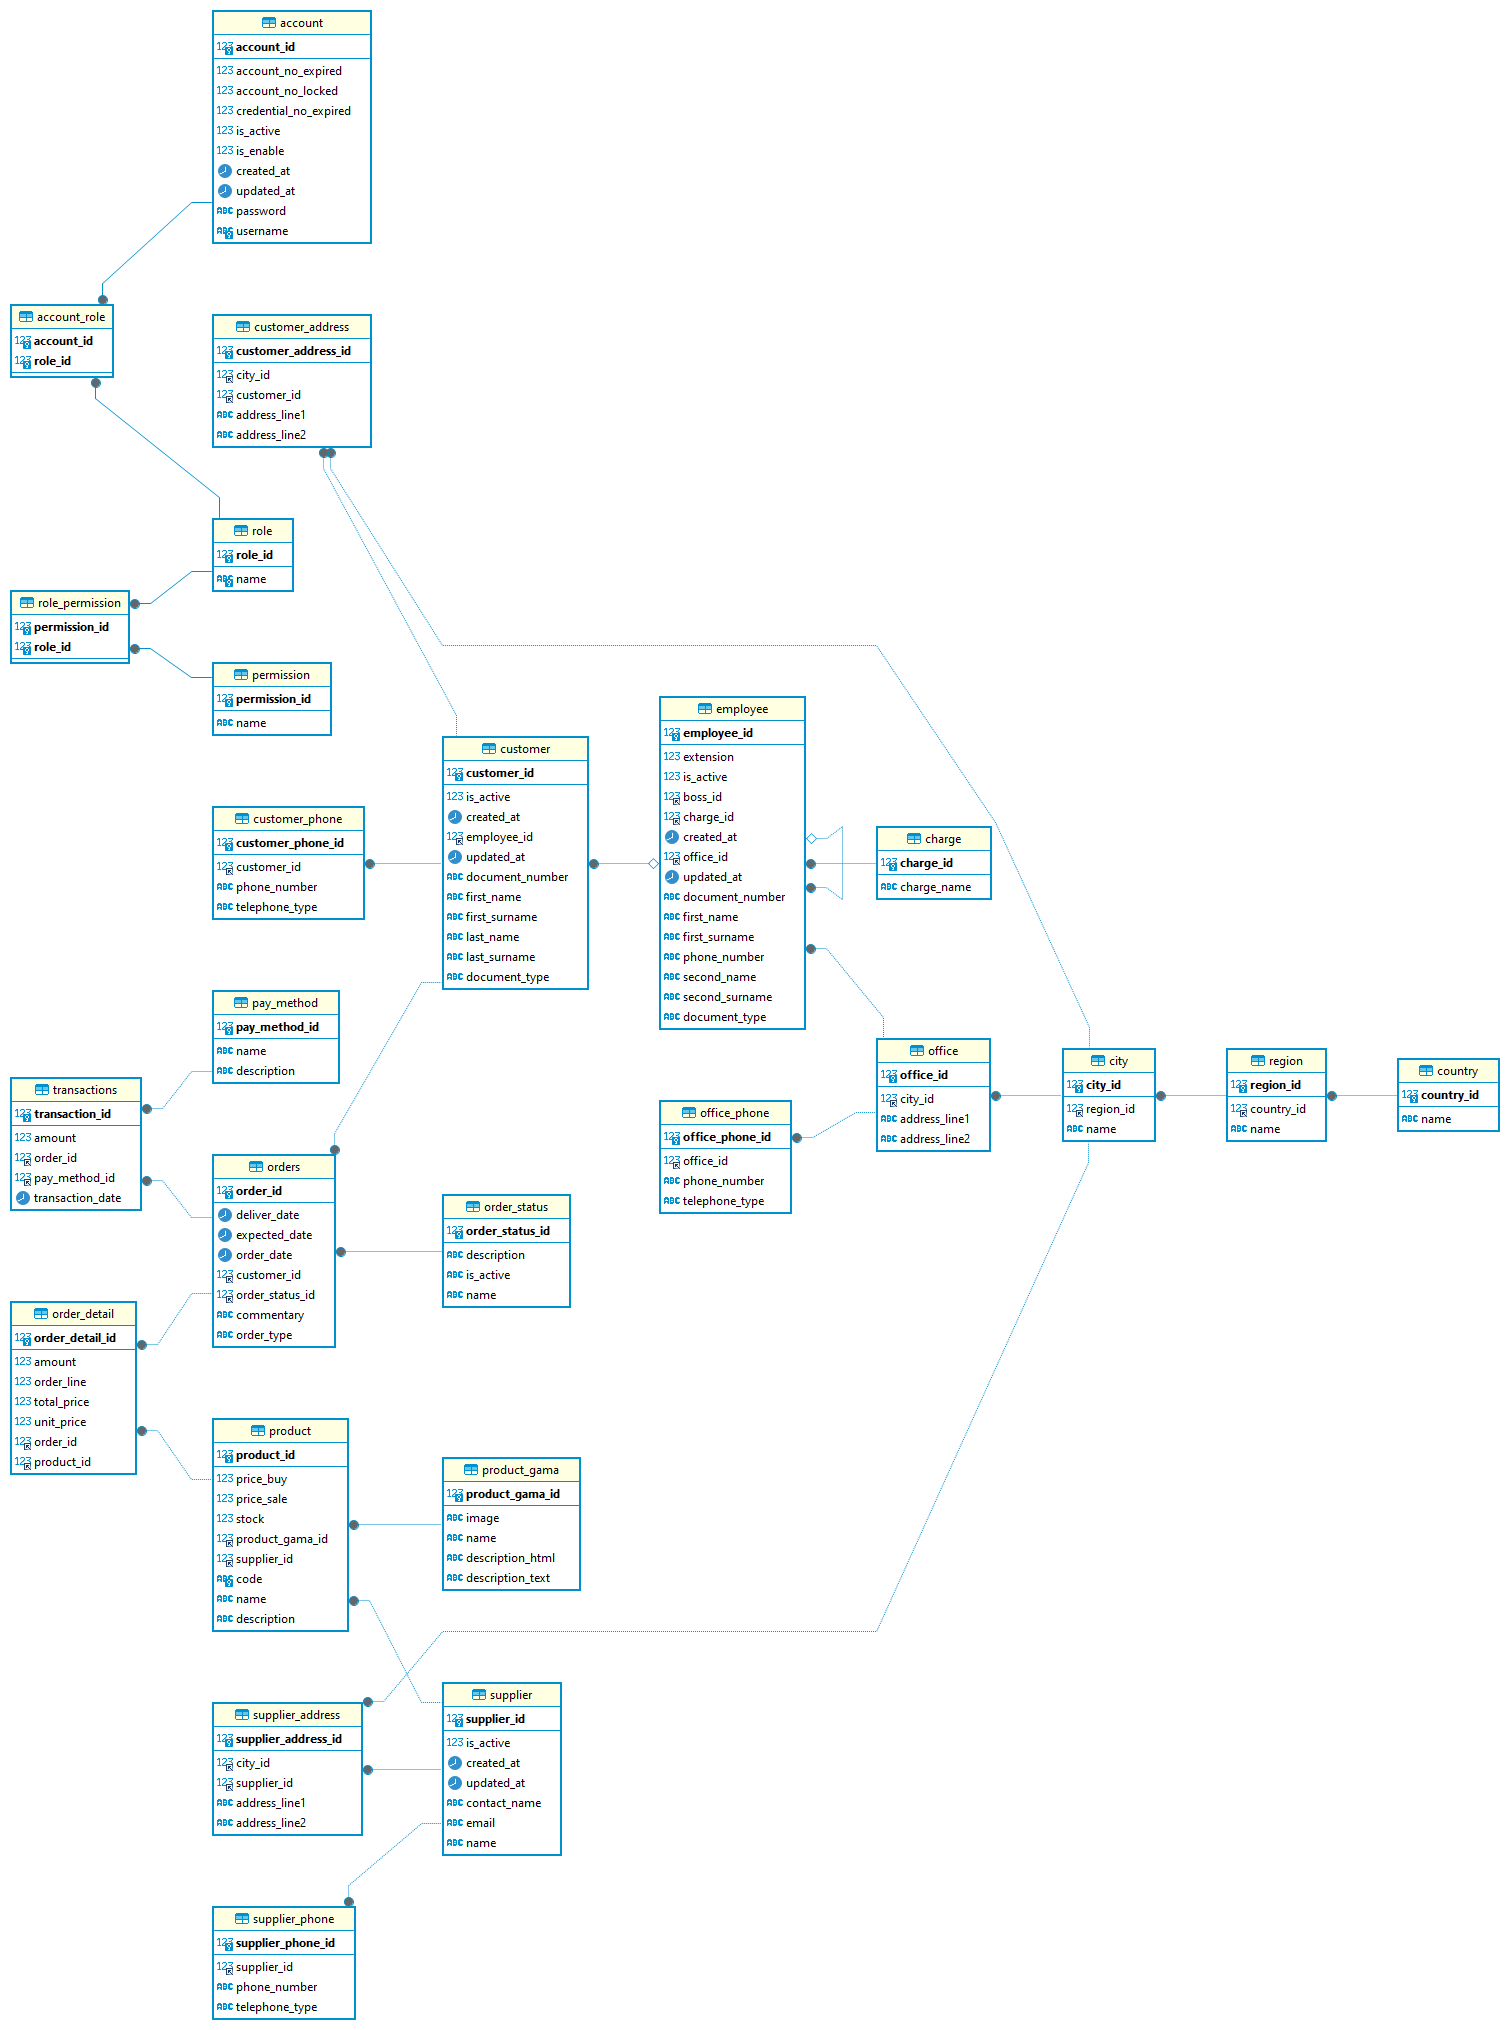 account
account_id
account_no_expired
account_no_locked
credential_no_expired
is_active
is_enable
created_at
updated_at
password
username
account_role
account_id
role_id
customer_address
customer_address_id
city_id
customer_id
address_line1
address_line2
role
role_id
name
role_permission
permission_id
role_id
permission
permission_id
name
customer
customer_id
is_active
created_at
employee_id
updated_at
document_number
first_name
first_surname
last_name
last_surname
document_type
employee
employee_id
extension
is_active
boss_id
charge_id
created_at
office_id
updated_at
document_number
first_name
first_surname
phone_number
second_name
second_surname
document_type
charge
charge_id
charge_name
customer_phone
customer_phone_id
customer_id
phone_number
telephone_type
pay_method
pay_method_id
name
description
transactions
transaction_id
amount
order_id
pay_method_id
transaction_date
office
office_id
city_id
address_line1
address_line2
city
city_id
region_id
name
region
region_id
country_id
name
country
country_id
name
office_phone
office_phone_id
office_id
phone_number
telephone_type
orders
order_id
deliver_date
expected_date
order_date
customer_id
order_status_id
commentary
order_type
order_status
order_status_id
description
is_active
name
order_detail
order_detail_id
amount
order_line
total_price
unit_price
order_id
product_id
product
product_id
price_buy
price_sale
stock
product_gama_id
supplier_id
code
name
description
product_gama
product_gama_id
image
name
description_html
description_text
supplier_address
supplier_address_id
city_id
supplier_id
address_line1
address_line2
supplier
supplier_id
is_active
created_at
updated_at
contact_name
email
name
supplier_phone
supplier_phone_id
supplier_id
phone_number
telephone_type